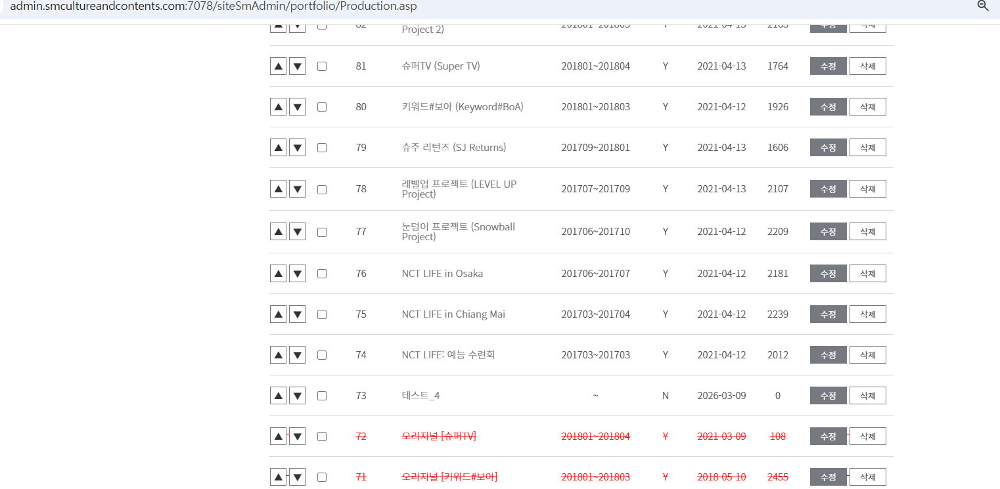 admin.smcultureandcontents.com:7078/siteSmAdmin/portfolio/Production.asp
▲ ▼ 82 Project 2) 201801~201803 Y 2021-04-13 2163 수정 삭제
▲ ▼ 81 슈퍼TV (Super TV) 201801~201804 Y 2021-04-13 1764 수정 삭제
▲ ▼ 80 키워드#보아 (Keyword#BoA) 201801~201803 Y 2021-04-12 1926 수정 삭제
▲ ▼ 79 슈주 리턴즈 (SJ Returns) 201709~201801 Y 2021-04-13 1606 수정 삭제
▲ ▼ 78 레벨업 프로젝트 (LEVEL UP
Project) 201707~201709 Y 2021-04-13 2107 수정 삭제
▲ ▼ 77 눈덩이 프로젝트 (Snowball
Project) 201706~201710 Y 2021-04-12 2209 수정 삭제
▲ ▼ 76 NCT LIFE in Osaka 201706~201707 Y 2021-04-12 2181 수정 삭제
▲ ▼ 75 NCT LIFE in Chiang Mai 201703~201704 Y 2021-04-12 2239 수정 삭제
▲ ▼ 74 NCT LIFE: 예능 수련회 201703~201703 Y 2021-04-12 2012 수정 삭제
▲ ▼ 73 테스트_4 ~ N 2026-03-09 0 수정 삭제
▲ ▼ 72 오리지널 [슈퍼TV] 201801~201804 Y 2021-03-09 108 수정 삭제
▲ ▼ 71 오리지널 [키워드#보아] 201801~201803 Y 2018-05-10 2455 수정 삭제